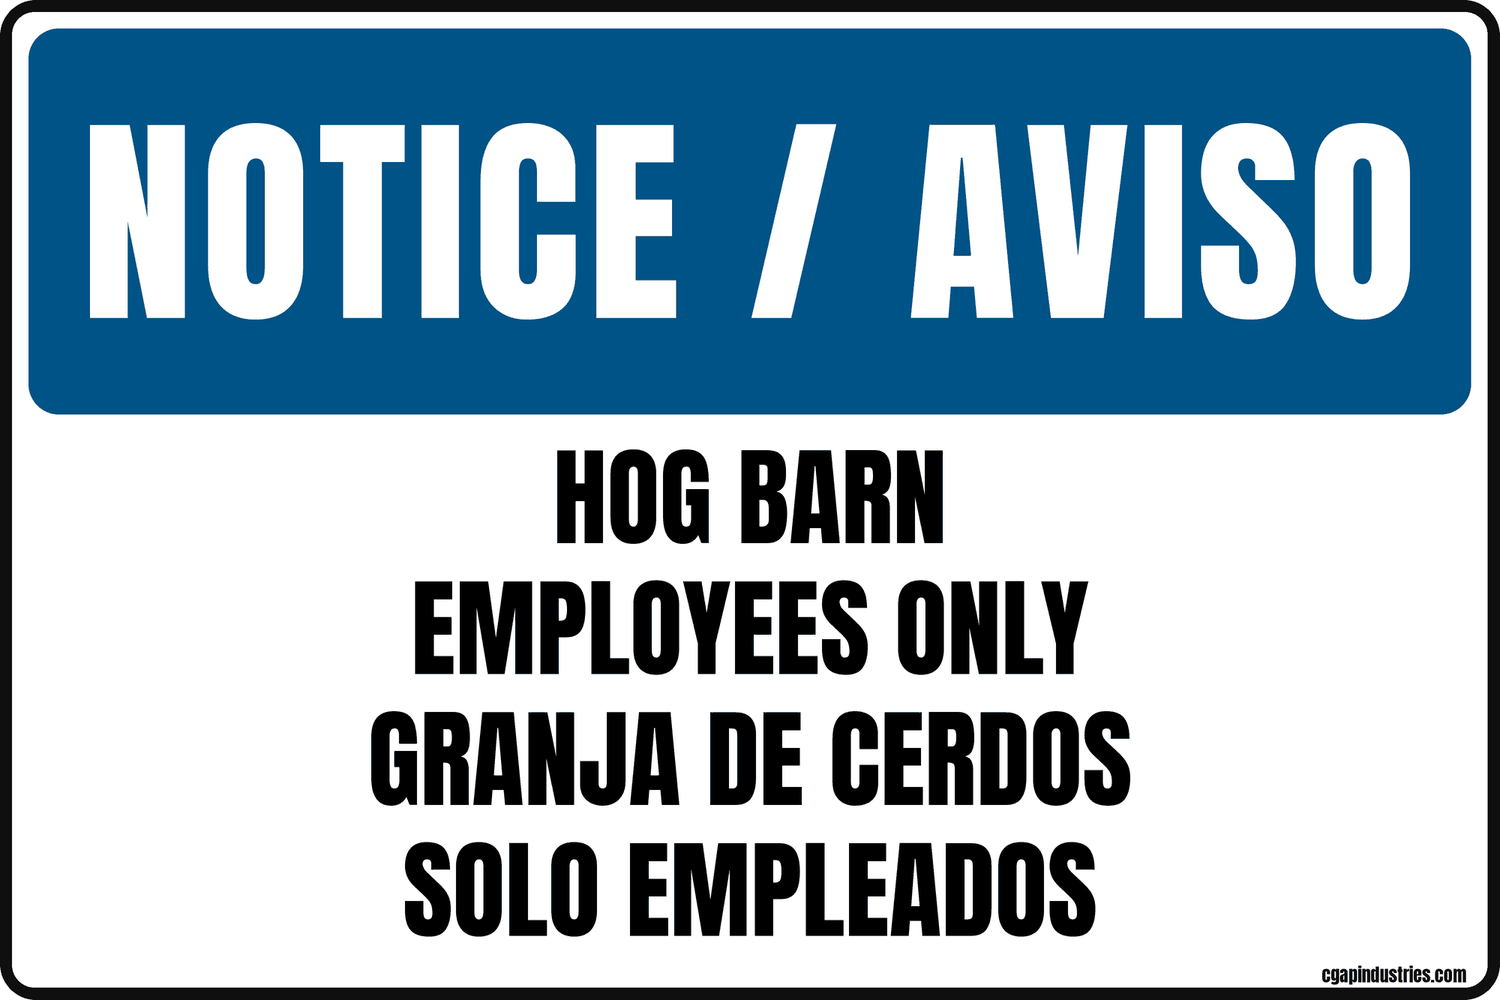 NOTICE / AVISO
HOG BARN
EMPLOYEES ONLY
GRANJA DE CERDOS
SOLO EMPLEADOS
cgapindustries.com